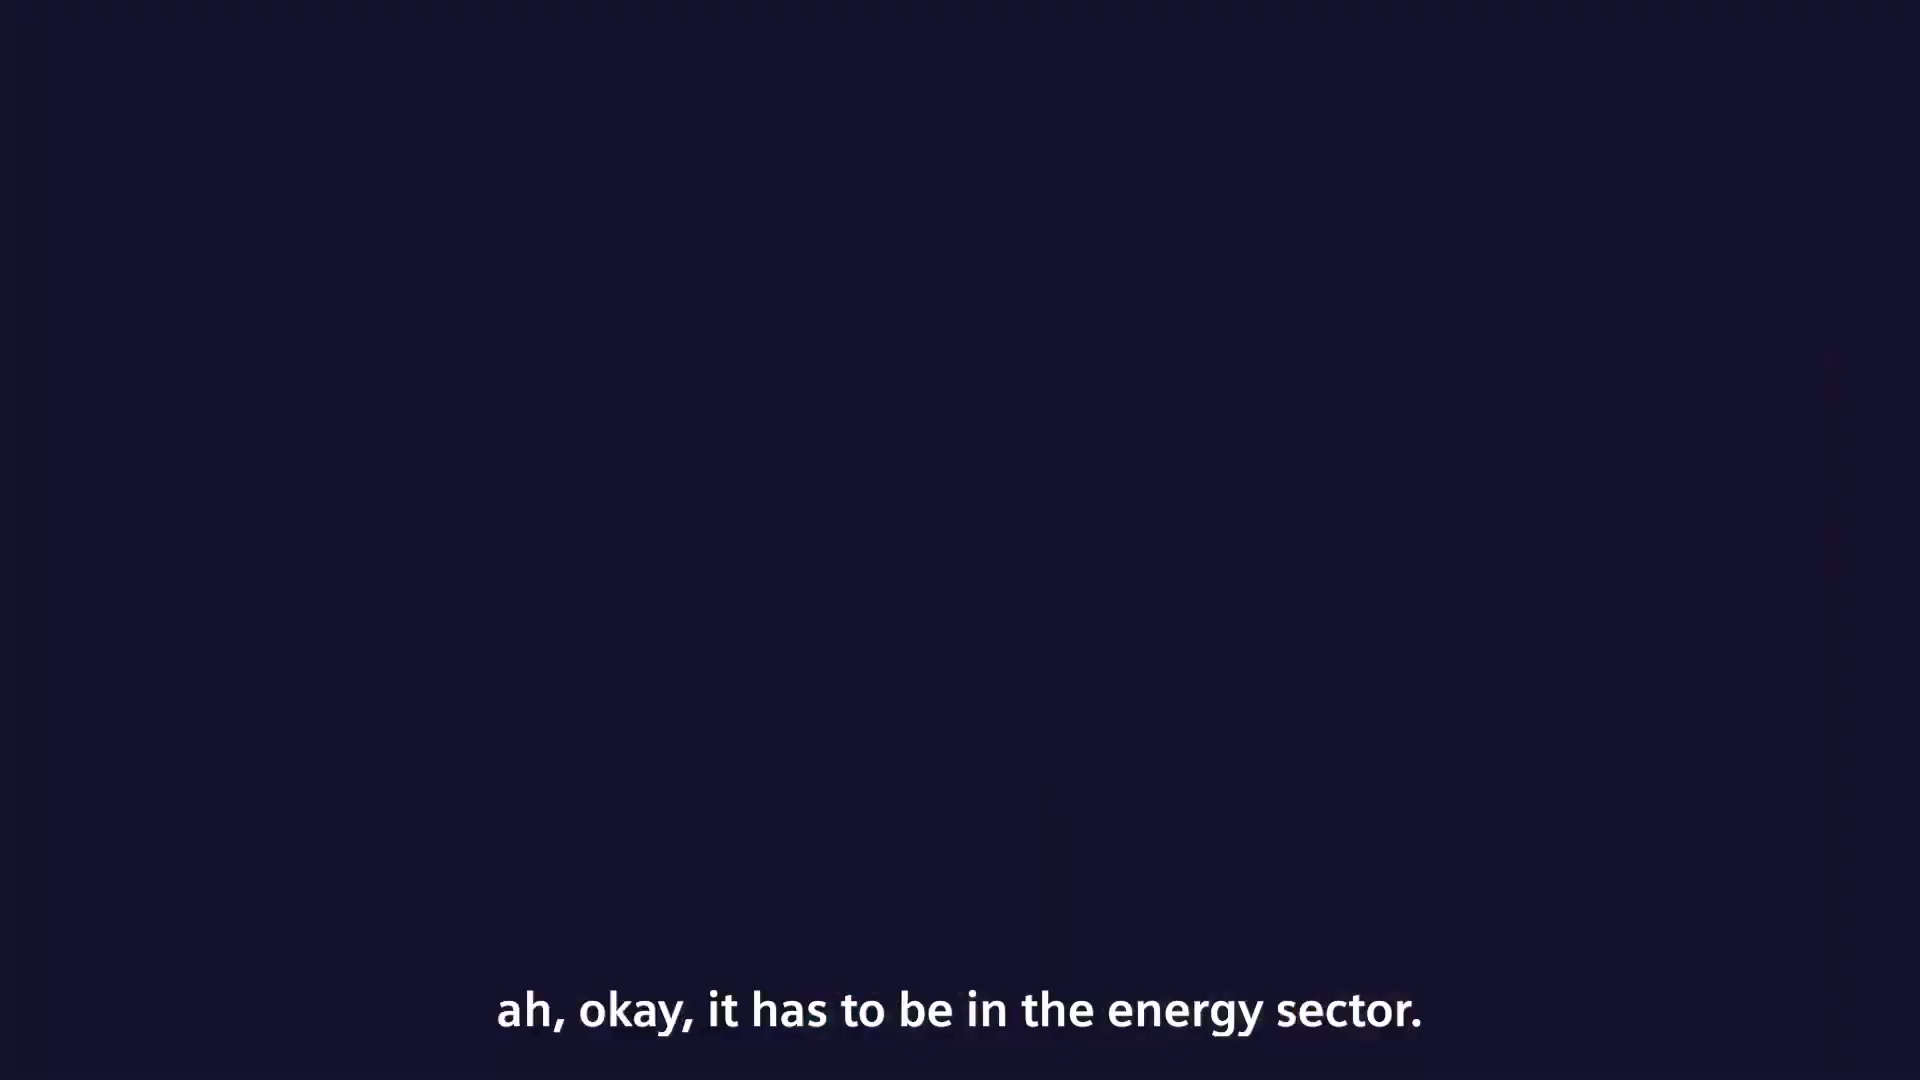 ah, okay, it has to be in the energy sector.